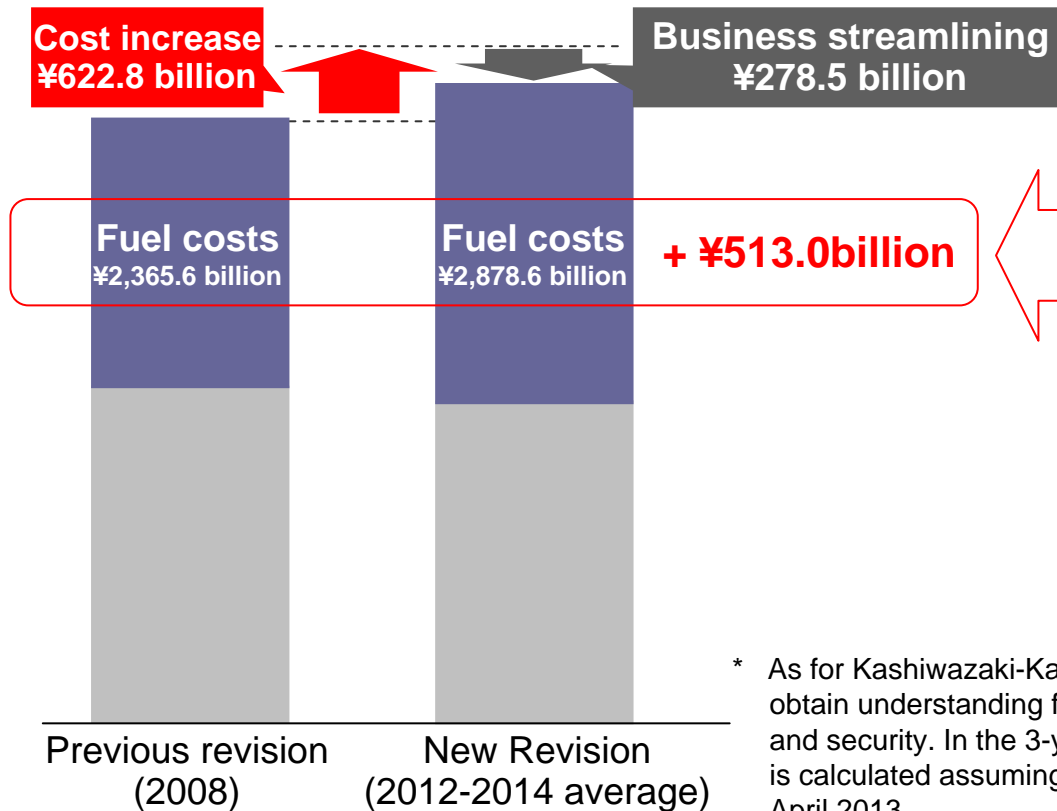 Cost increase
¥622.8 billion
Business streamlining
¥278.5 billion
Fuel costs
¥2,365.6 billion
Fuel costs
¥2,878.6 billion
+ ¥513.0billion
* As for Kashiwazaki-Ka
obtain understanding f
and security. In the 3-y
is calculated assuming
April 2013
Previous revision
(2008)
New Revision
(2012-2014 average)